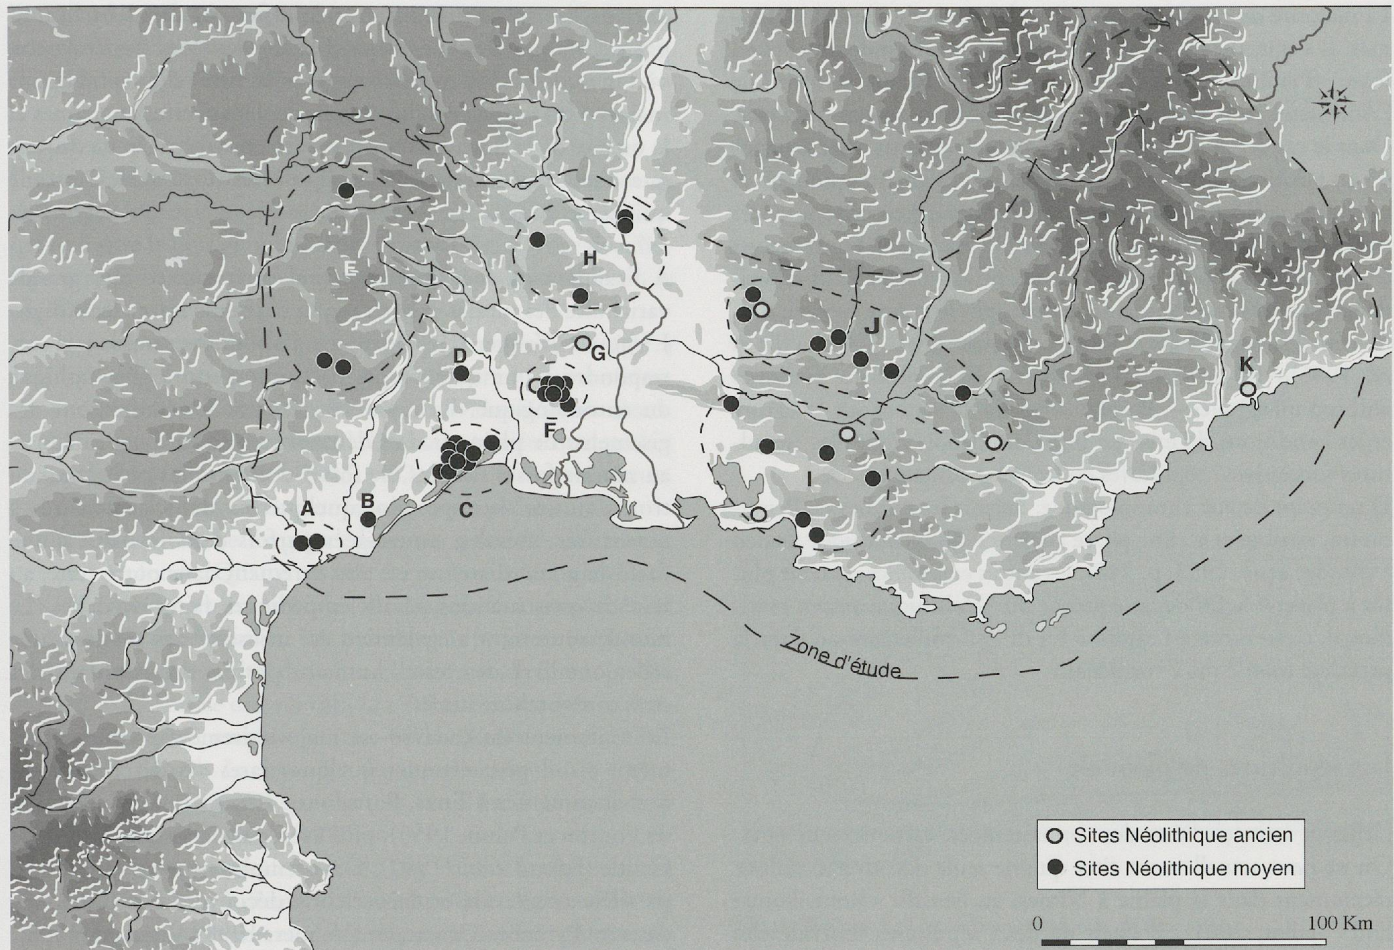 E
H
J
G
D
K
F
I
A
B
C
Zone d'étude
Sites Néolithique ancien
Sites Néolithique moyen
0 100 Km